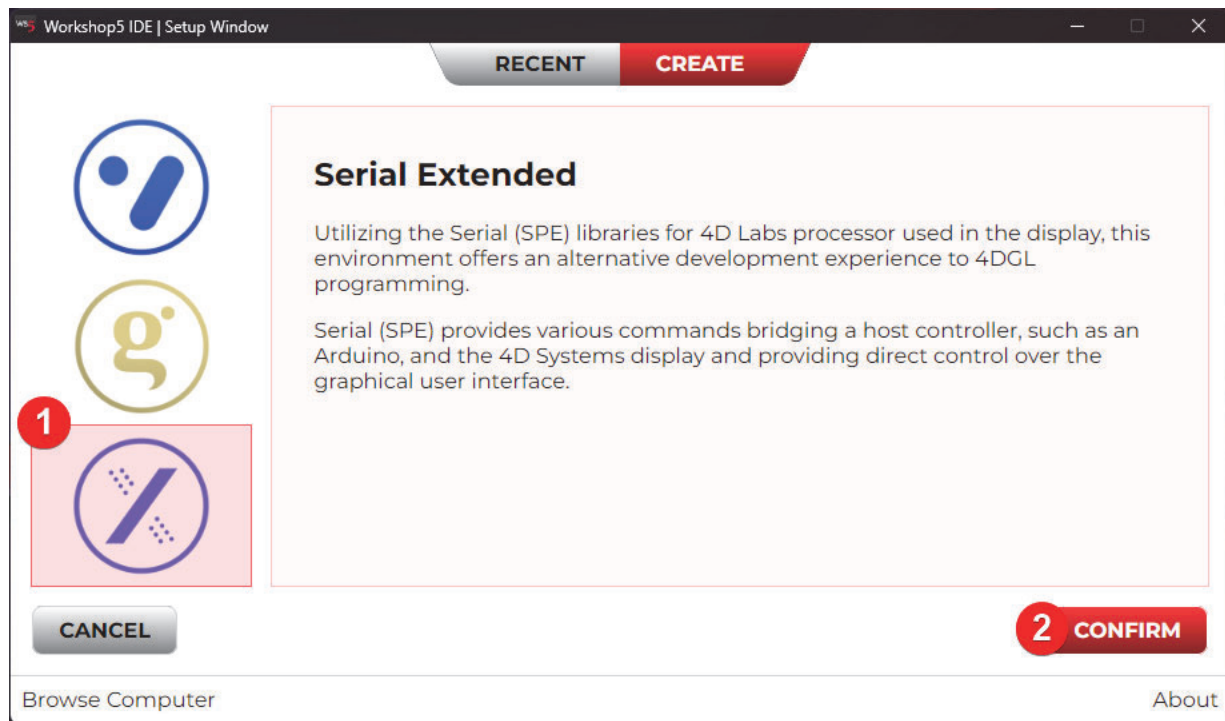 WS5 Workshop5 IDE | Setup Window
RECENT
CREATE
Serial Extended
Utilizing the Serial (SPE) libraries for 4D Labs processor used in the display, this
environment offers an alternative development experience to 4DGL
programming.
Serial (SPE) provides various commands bridging a host controller, such as an
Arduino, and the 4D Systems display and providing direct control over the
graphical user interface.
g
1
CANCEL
2 CONFIRM
Browse Computer
About